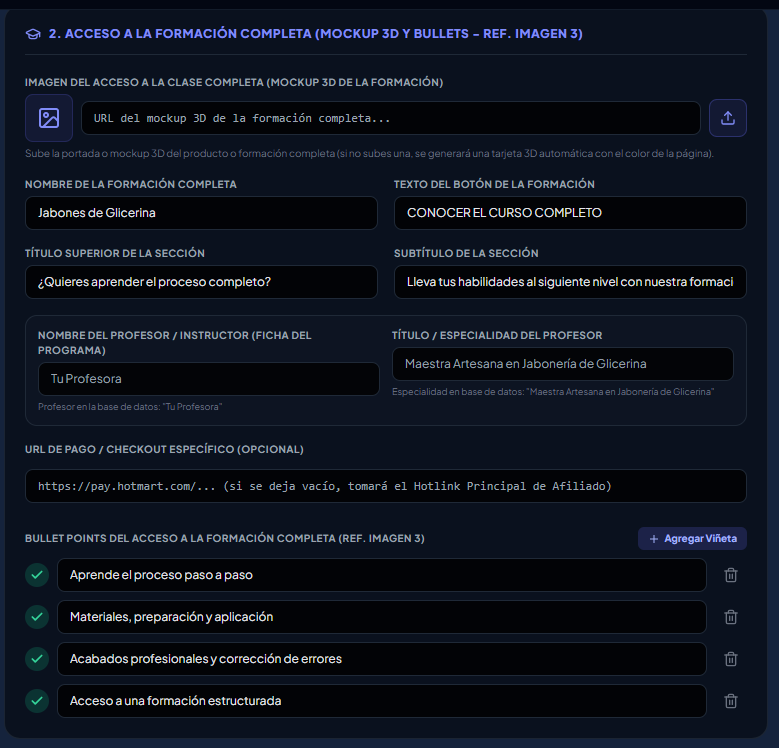 2. ACCESO A LA FORMACIÓN COMPLETA (MOCKUP 3D Y BULLETS – REF. IMAGEN 3)
IMAGEN DEL ACCESO A LA CLASE COMPLETA (MOCKUP 3D DE LA FORMACIÓN)
URL del mockup 3D de la formación completa...
Sube la portada o mockup 3D del producto o formación completa (si no subes una, se generará una tarjeta 3D automática con el color de la página).
NOMBRE DE LA FORMACIÓN COMPLETA
Jabones de Glicerina
TEXTO DEL BOTÓN DE LA FORMACIÓN
CONOCER EL CURSO COMPLETO
TÍTULO SUPERIOR DE LA SECCIÓN
¿Quieres aprender el proceso completo?
SUBTÍTULO DE LA SECCIÓN
Lleva tus habilidades al siguiente nivel con nuestra formaci
NOMBRE DEL PROFESOR / INSTRUCTOR (FICHA DEL
PROGRAMA)
Tu Profesora
Profesor en la base de datos: "Tu Profesora"
TÍTULO / ESPECIALIDAD DEL PROFESOR
Maestra Artesana en Jabonería de Glicerina
Especialidad en base de datos: "Maestra Artesana en Jabonería de Glicerina"
URL DE PAGO / CHECKOUT ESPECÍFICO (OPCIONAL)
https://pay.hotmart.com/... (si se deja vacío, tomará el Hotlink Principal de Afiliado)
BULLET POINTS DEL ACCESO A LA FORMACIÓN COMPLETA (REF. IMAGEN 3)
+ Agregar Viñeta
Aprende el proceso paso a paso
Materiales, preparación y aplicación
Acabados profesionales y corrección de errores
Acceso a una formación estructurada